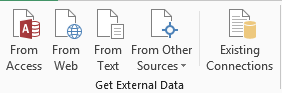 From Access
From Web
From Text
From Other Sources
Existing Connections
Get External Data